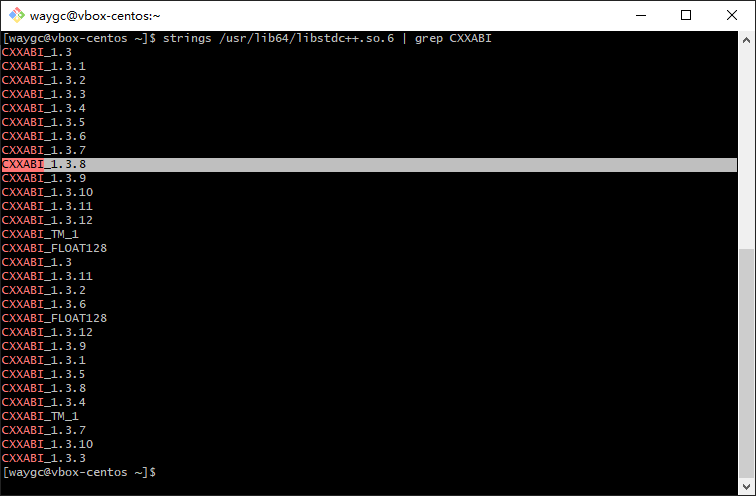 waygc@vbox-centos:~
[waygc@vbox-centos ~]$ strings /usr/lib64/libstdc++.so.6 | grep CXXABI
CXXABI_1.3
CXXABI_1.3.1
CXXABI_1.3.2
CXXABI_1.3.3
CXXABI_1.3.4
CXXABI_1.3.5
CXXABI_1.3.6
CXXABI_1.3.7
CXXABI_1.3.8
CXXABI_1.3.9
CXXABI_1.3.10
CXXABI_1.3.11
CXXABI_1.3.12
CXXABI_TM_1
CXXABI_FLOAT128
CXXABI_1.3
CXXABI_1.3.11
CXXABI_1.3.2
CXXABI_1.3.6
CXXABI_FLOAT128
CXXABI_1.3.12
CXXABI_1.3.9
CXXABI_1.3.1
CXXABI_1.3.5
CXXABI_1.3.8
CXXABI_1.3.4
CXXABI_TM_1
CXXABI_1.3.7
CXXABI_1.3.10
CXXABI_1.3.3
[waygc@vbox-centos ~]$